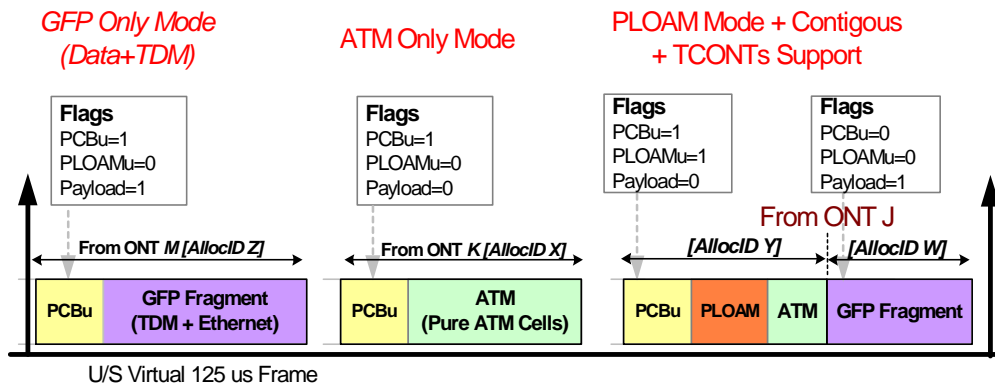 GFP Only Mode
(Data+TDM)
ATM Only Mode
PLOAM Mode + Contigous
+ TCONTs Support
Flags
PCBu=1
PLOAMu=0
Payload=1
Flags
PCBu=1
PLOAMu=0
Payload=0
Flags
PCBu=1
PLOAMu=1
Payload=0
Flags
PCBu=0
PLOAMu=0
Payload=1
From ONT J
From ONT M [AllocID Z]
From ONT K [AllocID X]
[AllocID Y]
[AllocID W]
PCBu
GFP Fragment
(TDM + Ethernet)
PCBu
ATM
(Pure ATM Cells)
PCBu
PLOAM
ATM
GFP Fragment
U/S Virtual 125 us Frame